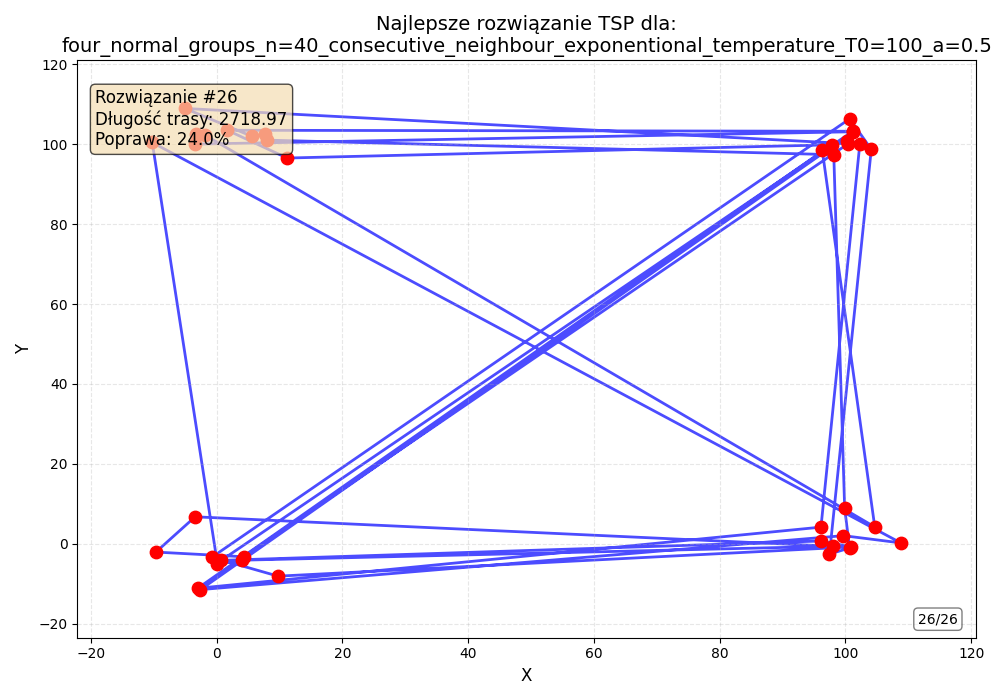 Najlepsze rozwiązanie TSP dla:
four_normal_groups_n=40_consecutive_neighbour_exponentional_temperature_T0=100_a=0.5
Rozwiązanie #26
Długość trasy: 2718.97
Poprawa: 24.0%
120
100
80
60
40
20
0
−20
Y
26/26
−20
0
20
40
60
80
100
120
X